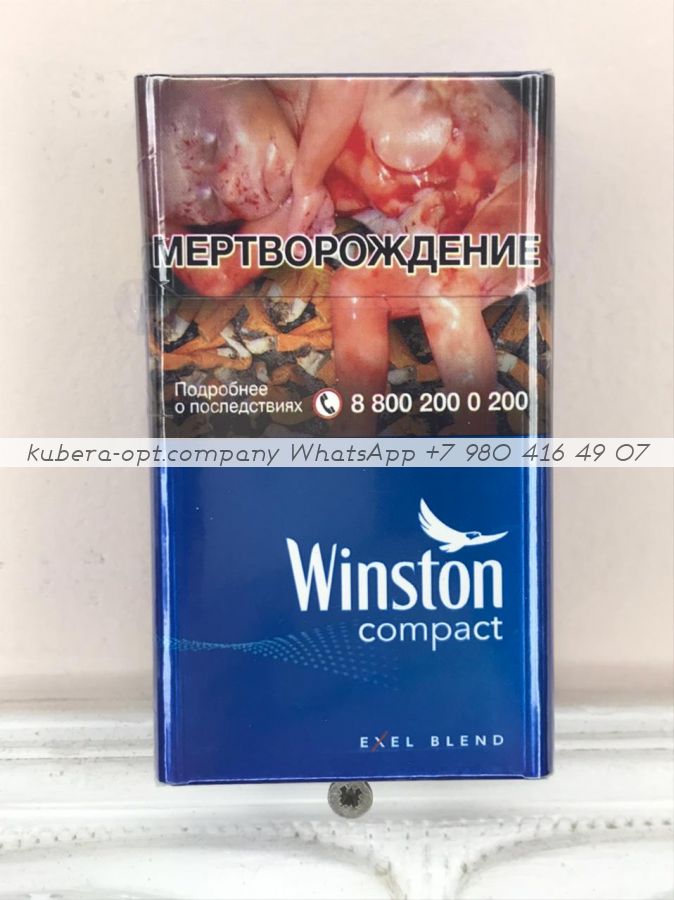 МЕРТВОРОЖДЕНИЕ
Подробнее
о последствиях 8 800 200 0 200
kubera-opt.company WhatsApp +7 980 416 49 07
Winston
compact
EXEL BLEND